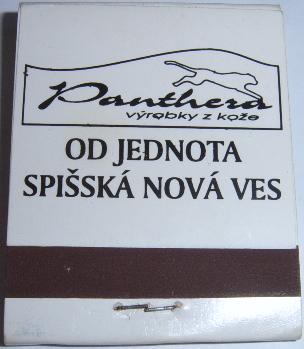 Panthera
výrobky z kože
OD JEDNOTA
SPIŠSKÁ NOVÁ VES